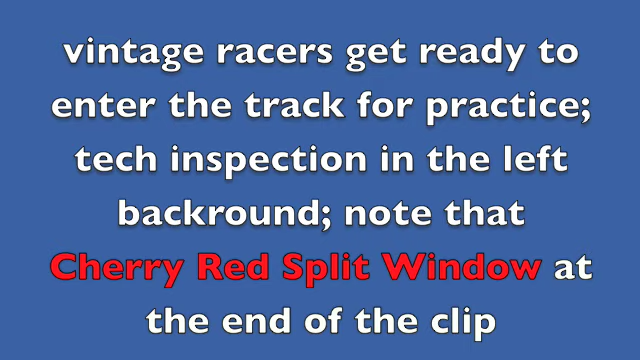 vintage racers get ready to
enter the track for practice;
tech inspection in the left
backround; note that
Cherry Red Split Window at
the end of the clip